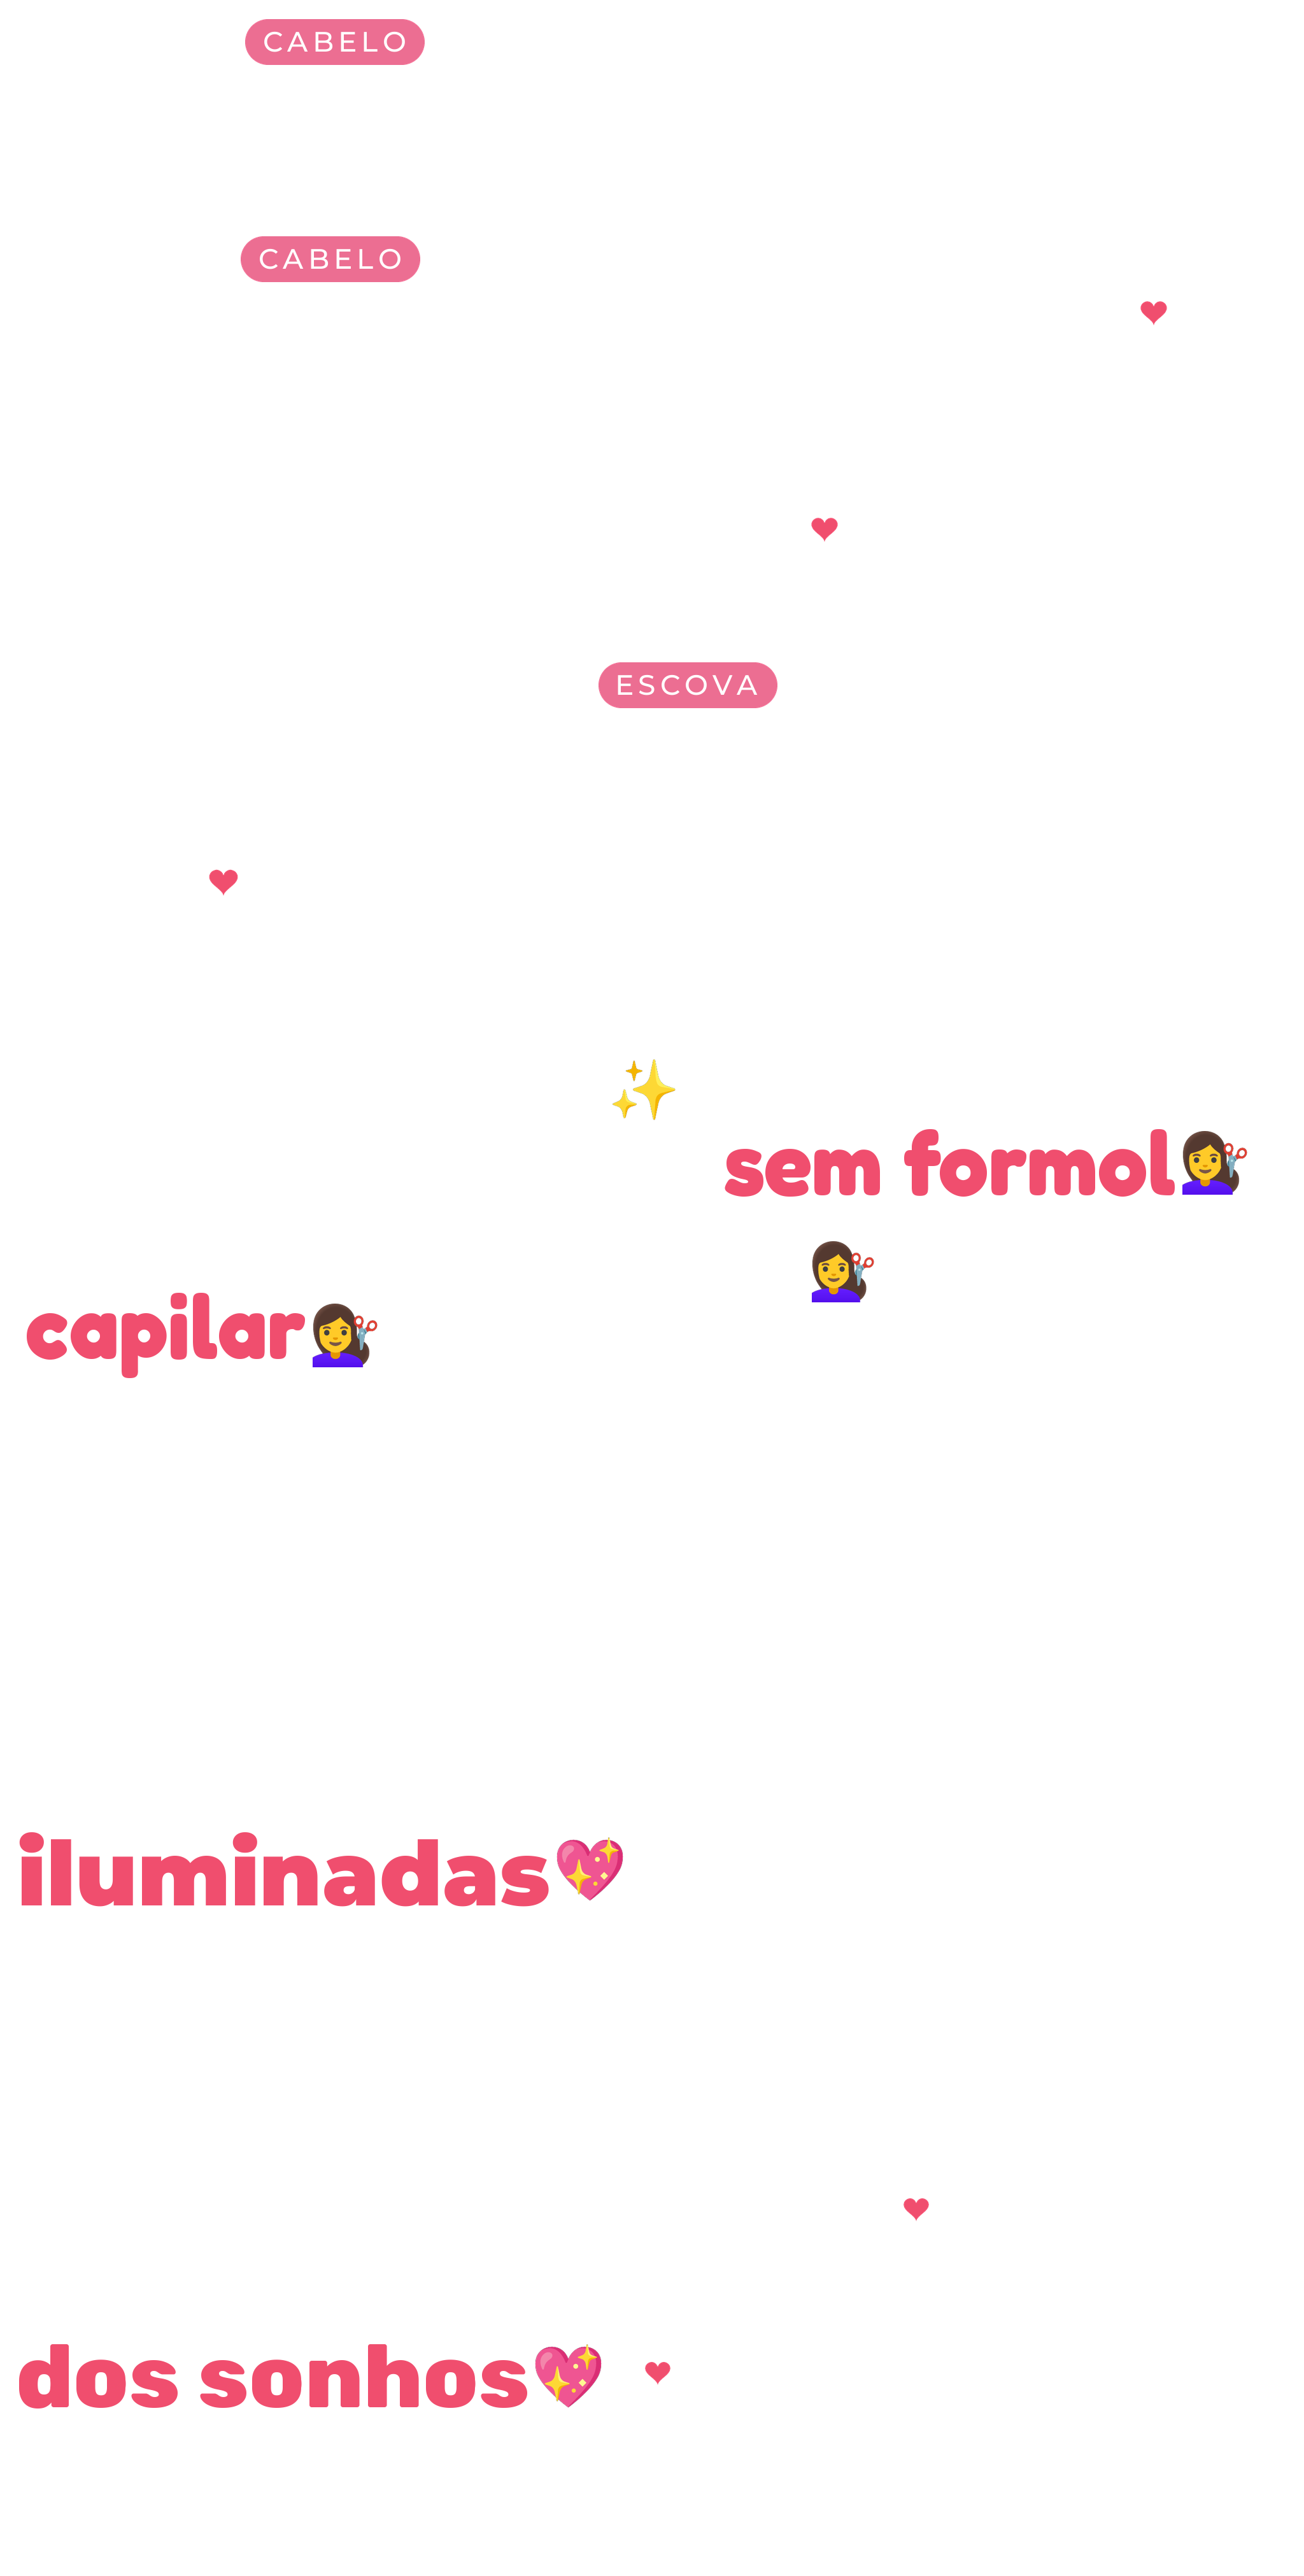 CABELO
CABELO
ESCOVA
sem formol
capilar
iluminadas
dos sonhos